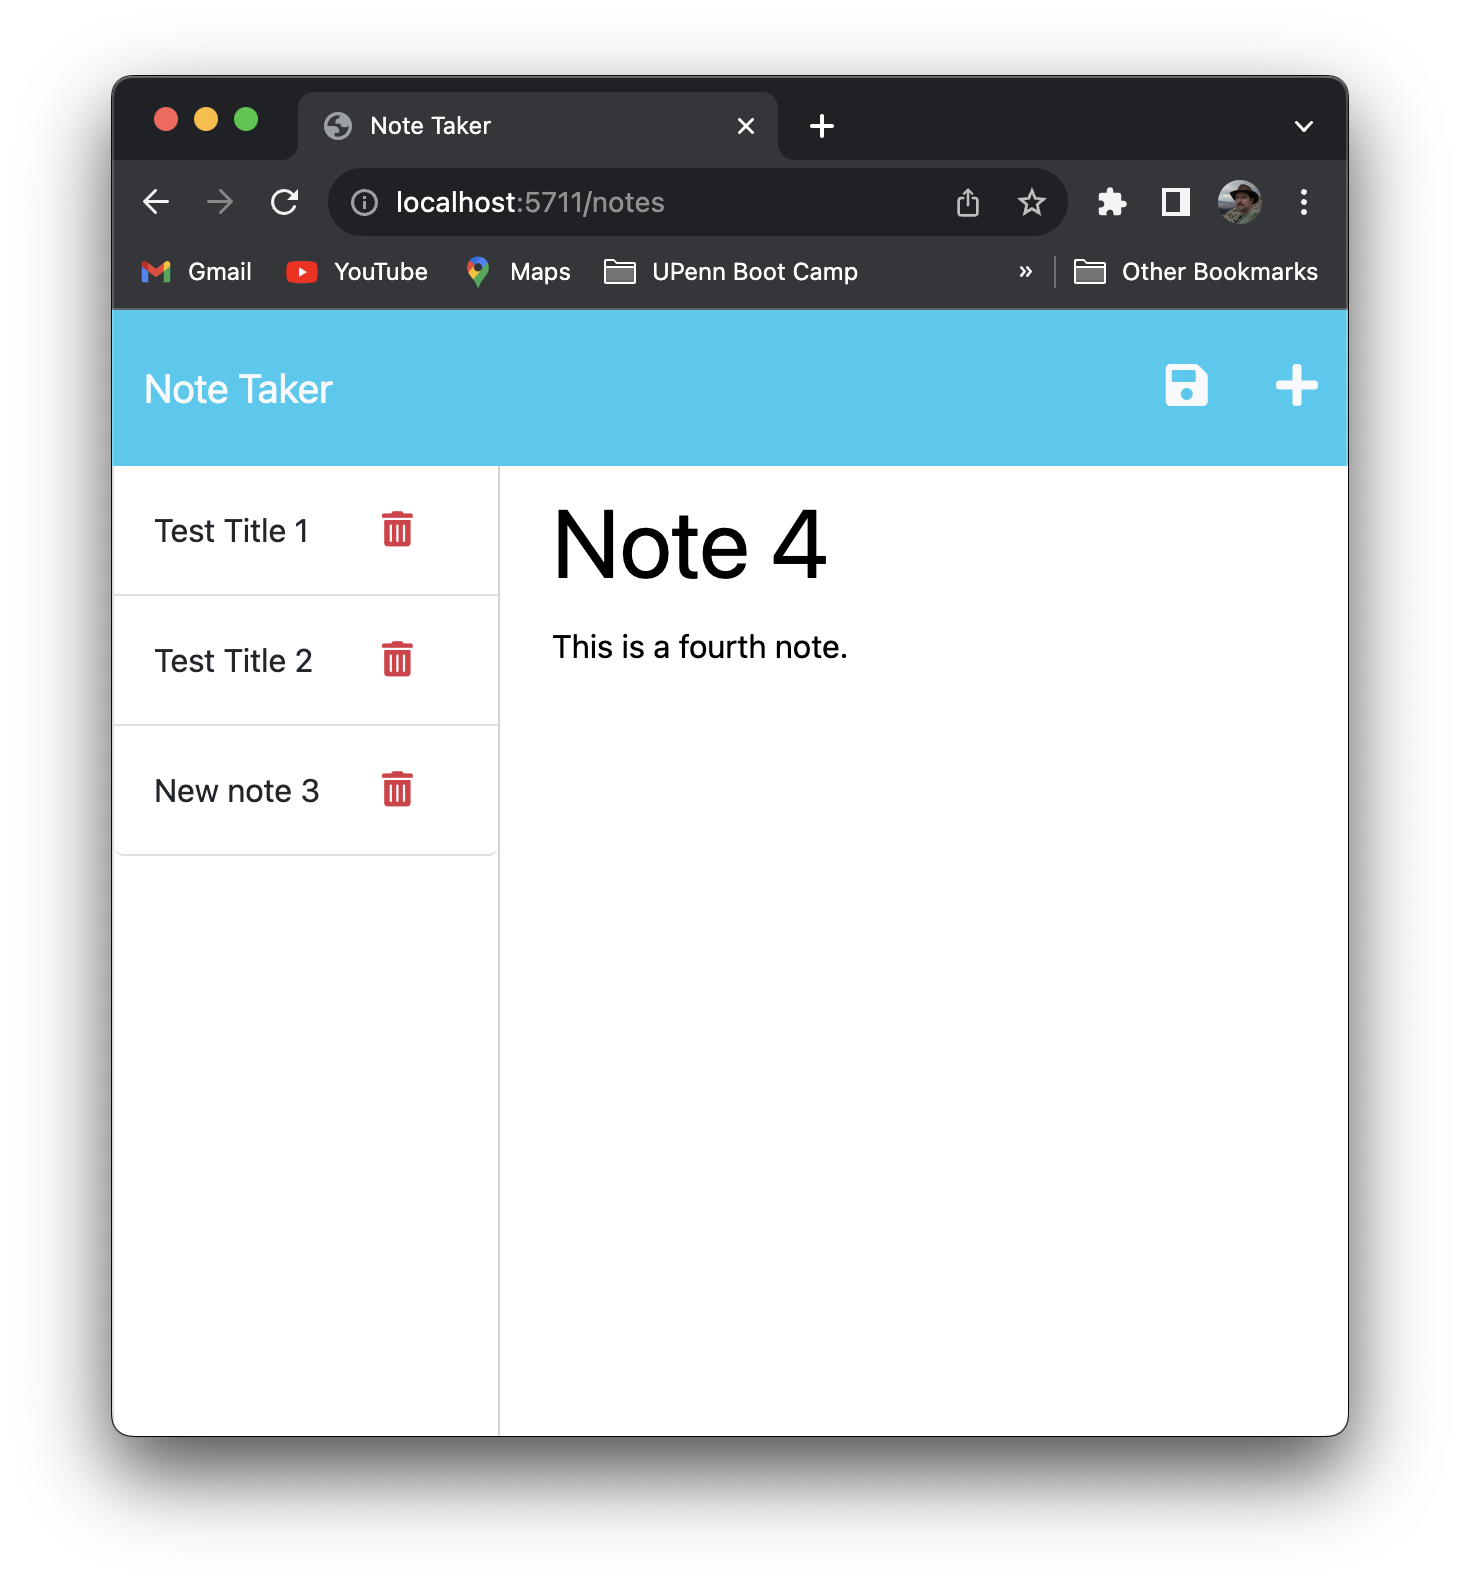 Note Taker
localhost:5711/notes
Gmail YouTube Maps UPenn Boot Camp » Other Bookmarks
Note Taker
Test Title 1
Test Title 2
New note 3
Note 4
This is a fourth note.